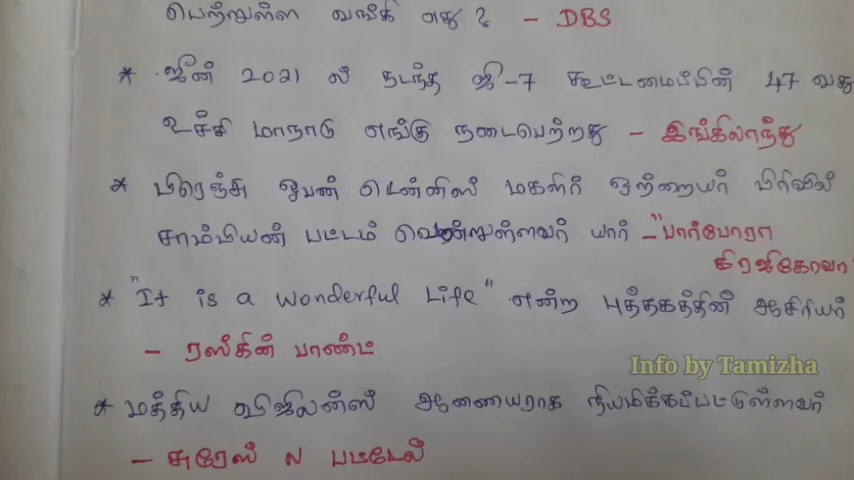 பெற்றுள்ள வங்கி எது ? - DBS
* ஜீன் 2021 ல் நடந்த ஜி-7 கூட்டமைப்பின் 47 வது
உச்சி மாநாடு எங்கு நடைபெற்றது - இங்கிலாந்து
* பிரெஞ்சு ஓபன் டென்னிஸ் மகளிர் ஒற்றையர் பிரிவில்
சாம்பியன் பட்டம் வென்றுள்ளவர் யார் - "பார்போரா
கிரஜிகோவா
* "It is a wonderful Life" என்ற புத்தகத்தின் ஆசிரியர்
- ரஸ்கின் பாண்ட்
Info by Tamizha
* மத்திய விஜிலன்ஸ் ஆணையராக நியமிக்கப்பட்டுள்ளவர்
- சுரேஸ் ல பட்டேல்